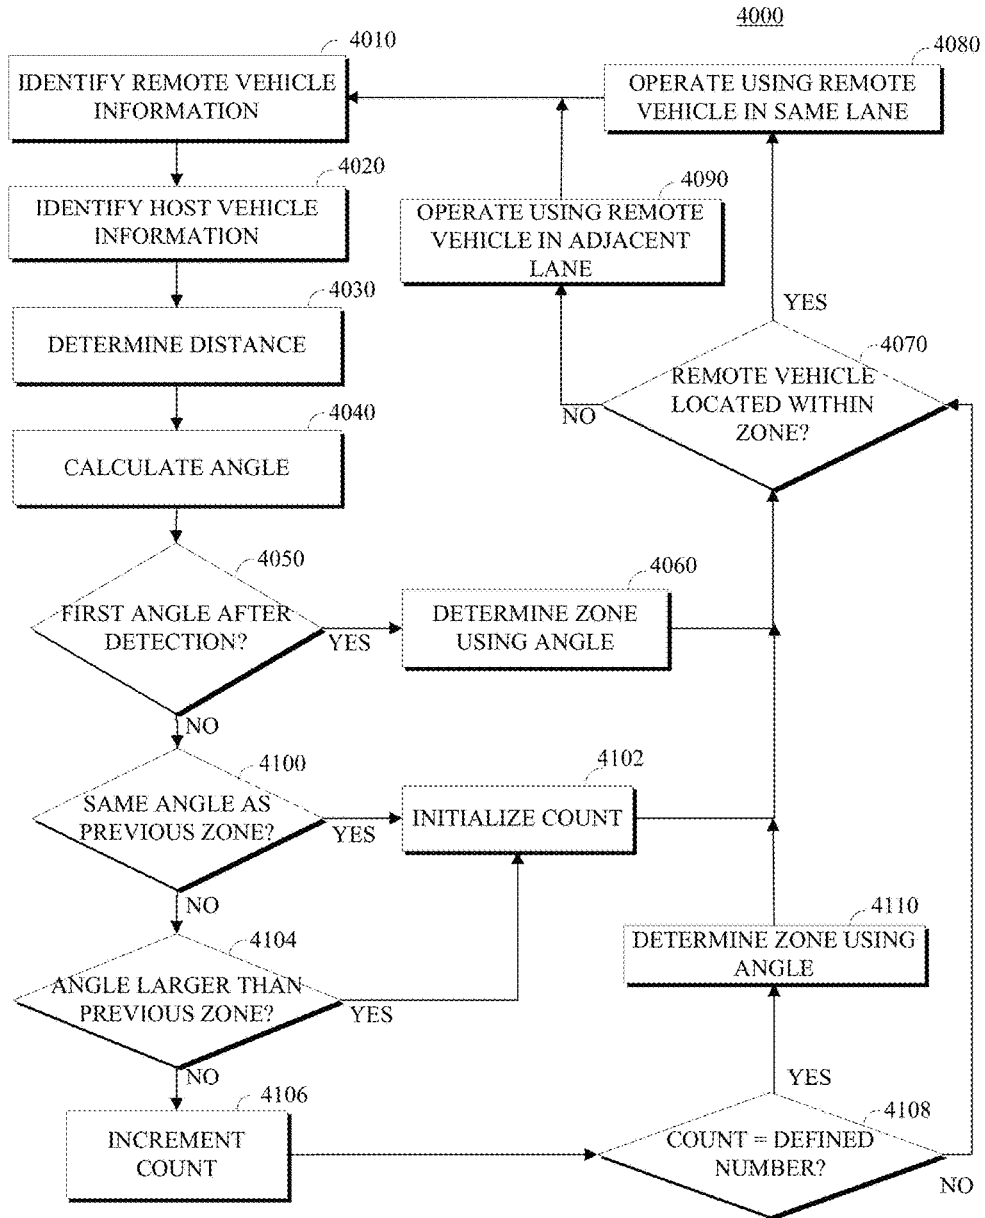 4000
4010
IDENTIFY REMOTE VEHICLE
INFORMATION
4020
IDENTIFY HOST VEHICLE
INFORMATION
4030
DETERMINE DISTANCE
4040
CALCULATE ANGLE
4050
FIRST ANGLE AFTER
DETECTION?
YES
NO
4060
DETERMINE ZONE
USING ANGLE
4070
REMOTE VEHICLE
LOCATED WITHIN
ZONE?
YES
NO
4080
OPERATE USING REMOTE
VEHICLE IN SAME LANE
4090
OPERATE USING REMOTE
VEHICLE IN ADJACENT
LANE
4100
SAME ANGLE AS
PREVIOUS ZONE?
YES
NO
4102
INITIALIZE COUNT
4104
ANGLE LARGER THAN
PREVIOUS ZONE?
YES
NO
4106
INCREMENT
COUNT
4108
COUNT = DEFINED
NUMBER?
YES
NO
4110
DETERMINE ZONE USING
ANGLE